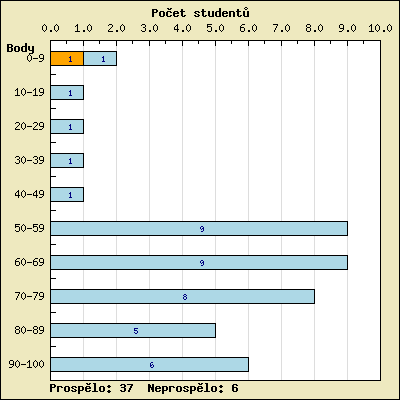 Počet studentů
0.0 1.0 2.0 3.0 4.0 5.0 6.0 7.0 8.0 9.0 10.0
Body
0-9 1 1
10-19 1
20-29 1
30-39 1
40-49 1
50-59 9
60-69 9
70-79 8
80-89 5
90-100 6
Prospělo: 37 Neprospělo: 6